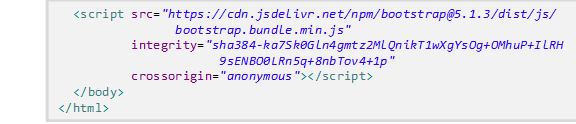 <script src="https://cdn.jsdelivr.net/npm/bootstrap@5.1.3/dist/js/
bootstrap.bundle.min.js"
integrity="sha384-ka7Sk0Gln4gmtz2MlQnikT1wXgYsOg+OMhuP+IlRH
9sENBO0LRn5q+8nbTov4+1p"
crossorigin="anonymous"></script>
</body>
</html>